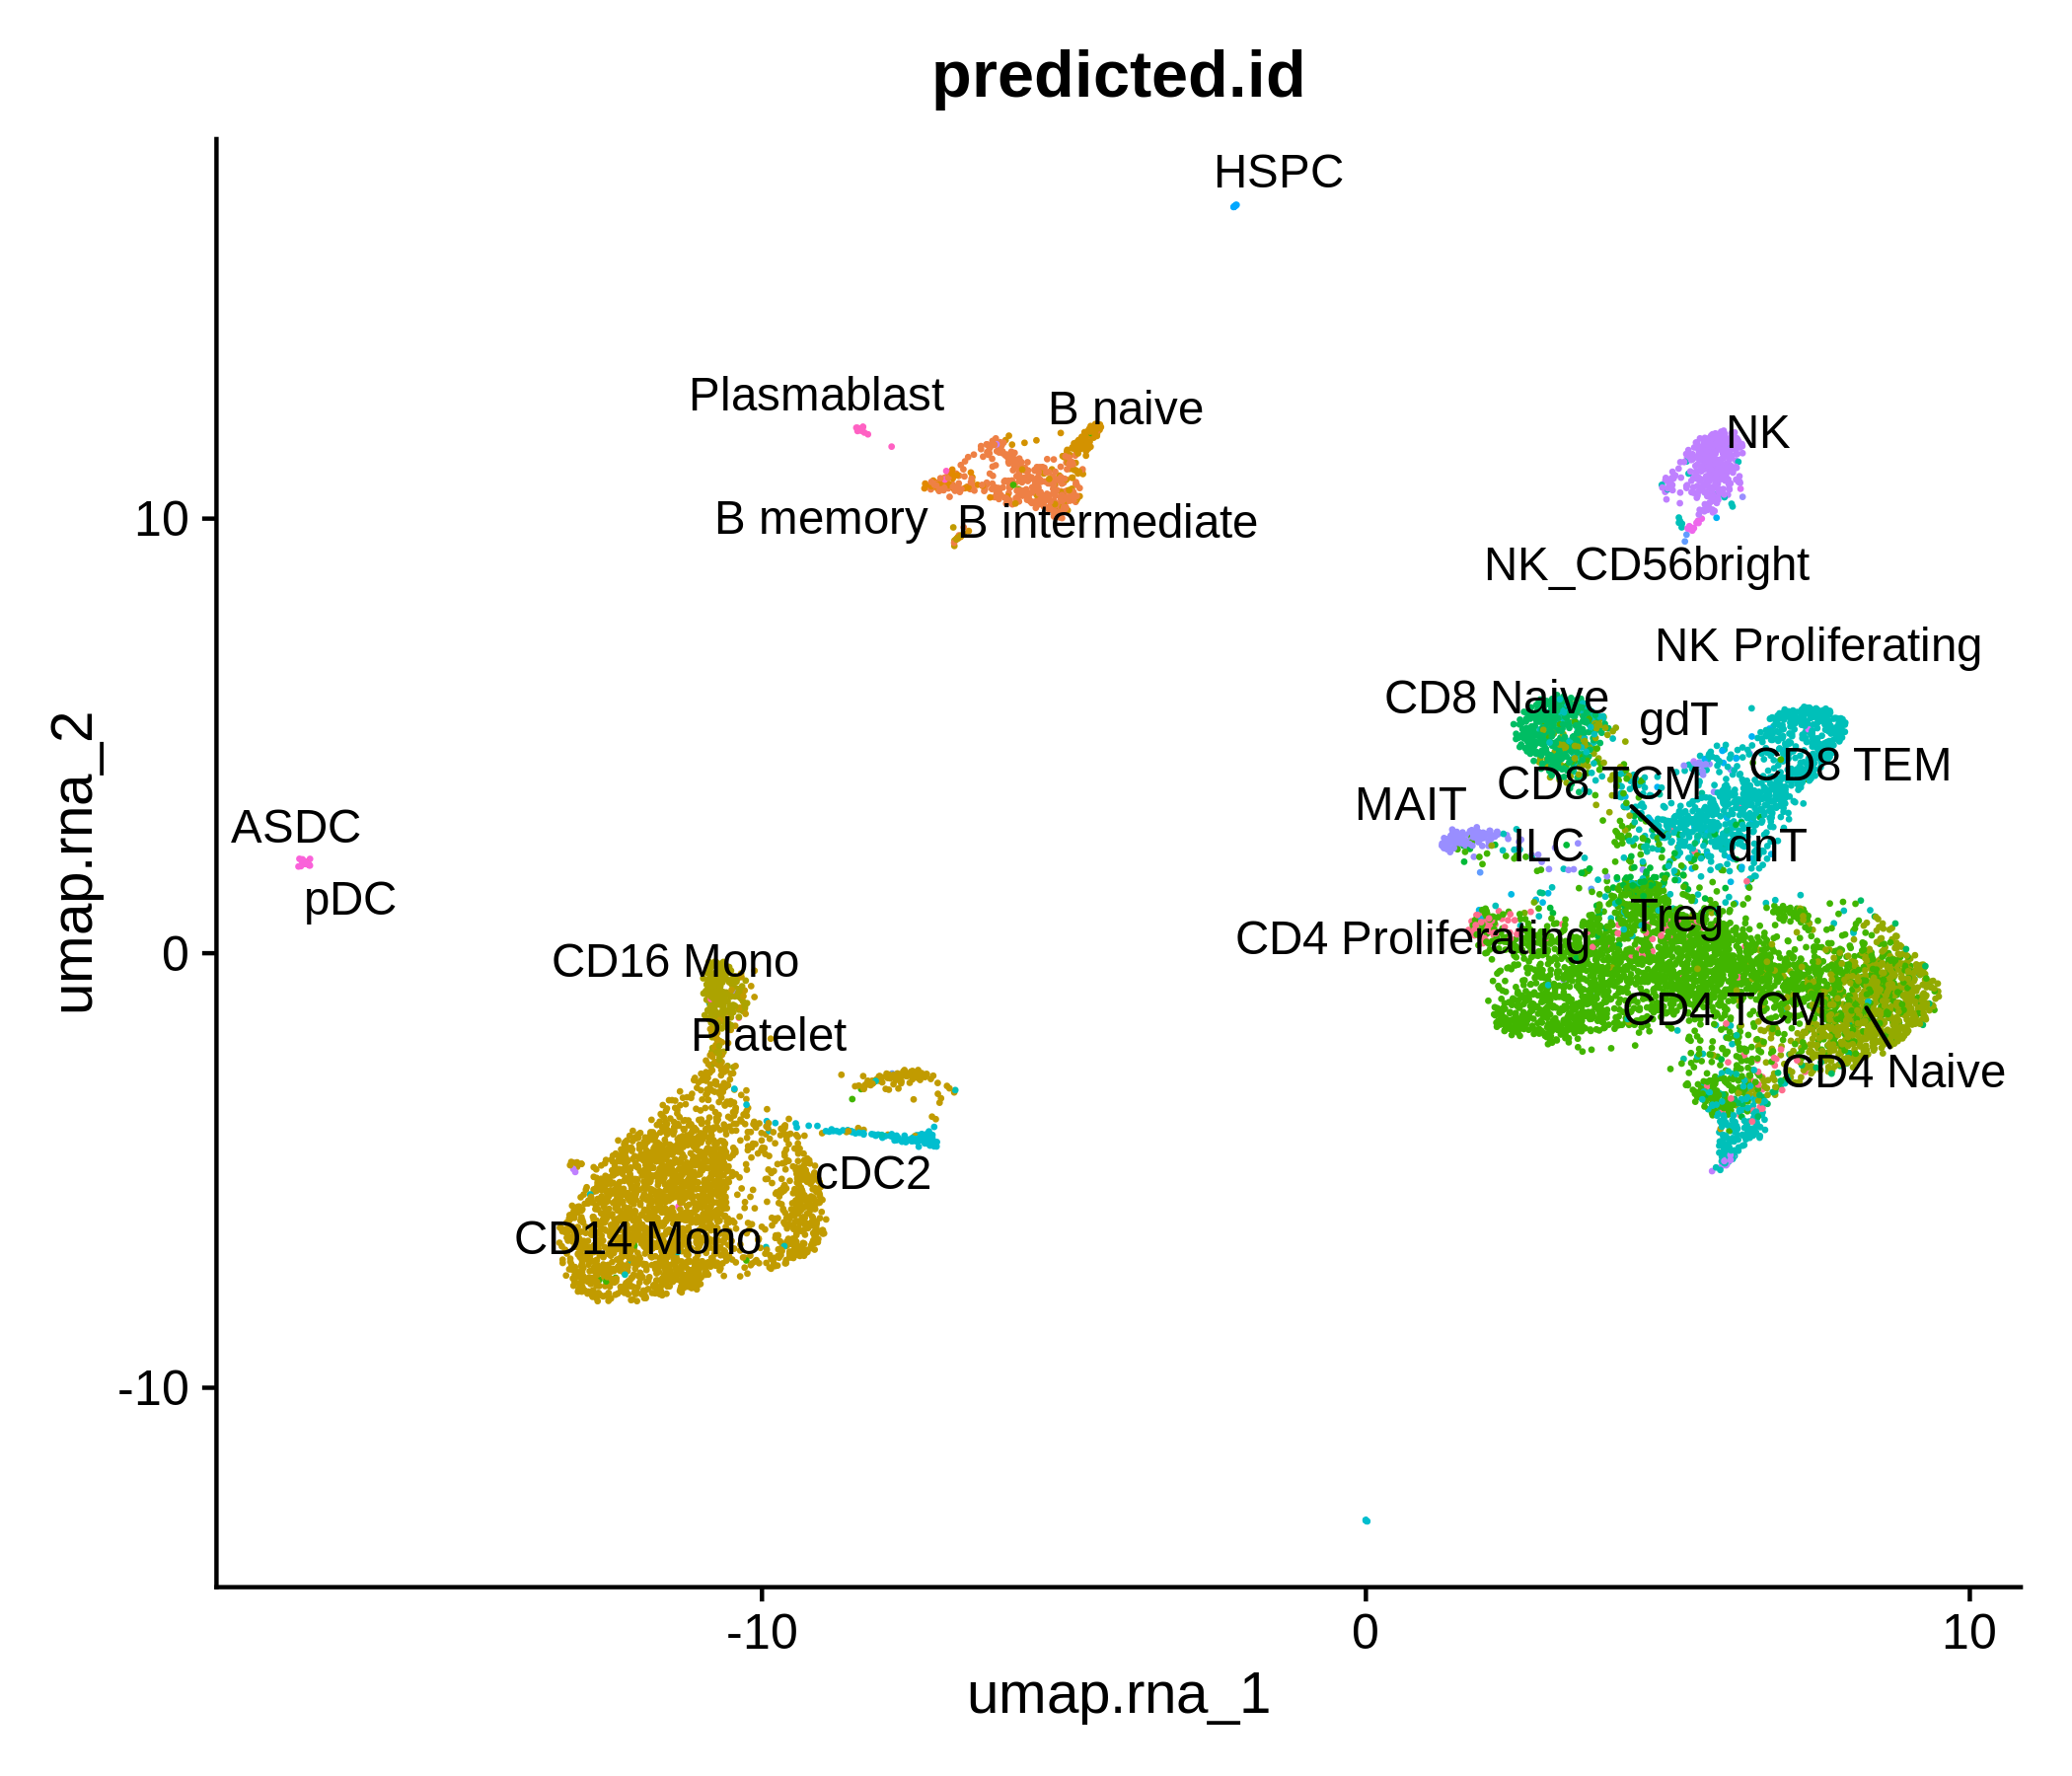 predicted.id
HSPC
Plasmablast
B naive
NK
B memory
B intermediate
NK_CD56bright
NK Proliferating
CD8 Naive
gdT
CD8 TEM
CD8 TCM
MAIT
ILC
dnT
ASDC
pDC
Treg
CD4 Proliferating
CD16 Mono
CD4 TCM
Platelet
CD4 Naive
cDC2
CD14 Mono
10
0
-10
umap.rna_2
-10
0
10
umap.rna_1